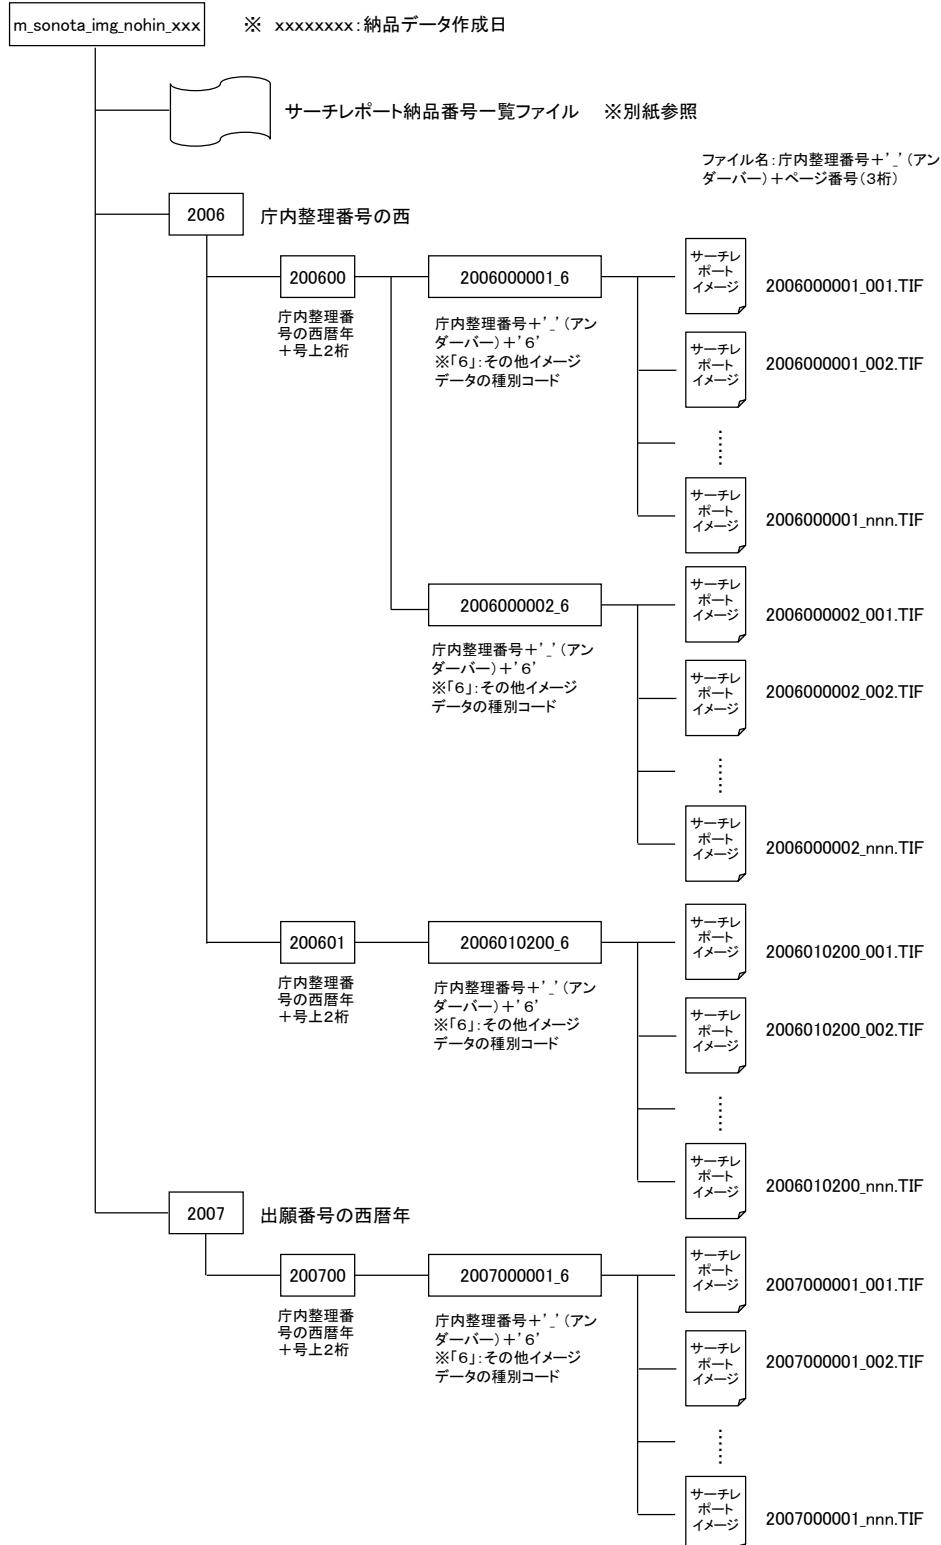 m_sonota_img_nohin_xxx
※ xxxxxxxx：納品データ作成日
サーチレポート納品番号一覧ファイル ※別紙参照
ファイル名：庁内整理番号＋’_’（アン
ダーバー）＋ページ番号（３桁）
2006
庁内整理番号の西
200600
庁内整理番
号の西暦年
＋号上２桁
2006000001_6
庁内整理番号＋’_’（アン
ダーバー）＋’６’
※「６」：その他イメージ
データの種別コード
サーチレ
ポート
イメージ
2006000001_001.TIF
サーチレ
ポート
イメージ
2006000001_002.TIF
サーチレ
ポート
イメージ
2006000001_nnn.TIF
2006000002_6
庁内整理番号＋’_’（アン
ダーバー）＋’６’
※「６」：その他イメージ
データの種別コード
サーチレ
ポート
イメージ
2006000002_001.TIF
サーチレ
ポート
イメージ
2006000002_002.TIF
サーチレ
ポート
イメージ
2006000002_nnn.TIF
200601
庁内整理番
号の西暦年
＋号上２桁
2006010200_6
庁内整理番号＋’_’（アン
ダーバー）＋’６’
※「６」：その他イメージ
データの種別コード
サーチレ
ポート
イメージ
2006010200_001.TIF
サーチレ
ポート
イメージ
2006010200_002.TIF
サーチレ
ポート
イメージ
2006010200_nnn.TIF
2007
出願番号の西暦年
200700
庁内整理番
号の西暦年
＋号上２桁
2007000001_6
庁内整理番号＋’_’（アン
ダーバー）＋’６’
※「６」：その他イメージ
データの種別コード
サーチレ
ポート
イメージ
2007000001_001.TIF
サーチレ
ポート
イメージ
2007000001_002.TIF
サーチレ
ポート
イメージ
2007000001_nnn.TIF